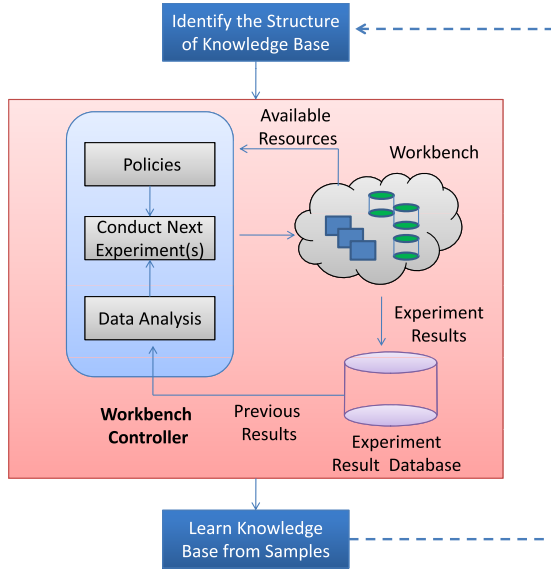 Identify the Structure
of Knowledge Base
Available
Resources
Workbench
Policies
Conduct Next
Experiment(s)
Data Analysis
Experiment
Results
Workbench
Controller
Previous
Results
Experiment
Result Database
Learn Knowledge
Base from Samples